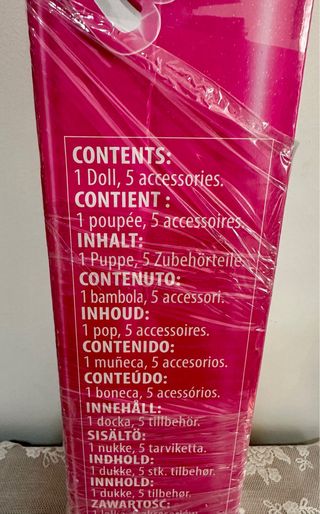 CONTENTS:
1 Doll, 5 accessories.
CONTIENT :
1 poupée, 5 accessoires.
INHALT:
1 Puppe, 5 Zubehörteile.
CONTENUTO:
1 bambola, 5 accessori.
INHOUD:
1 pop, 5 accessoires.
CONTENIDO:
1 muñeca, 5 accesorios.
CONTEÚDO:
1 boneca, 5 acessórios.
INNEHÅLL:
1 docka, 5 tillbehör.
SISÄLTÖ:
1 nukke, 5 tarviketta.
INDHOLD:
1 dukke, 5 stk. tilbehør.
INNHOLD:
1 dukke, 5 tilbehør.
ZAWARTOŚĆ: